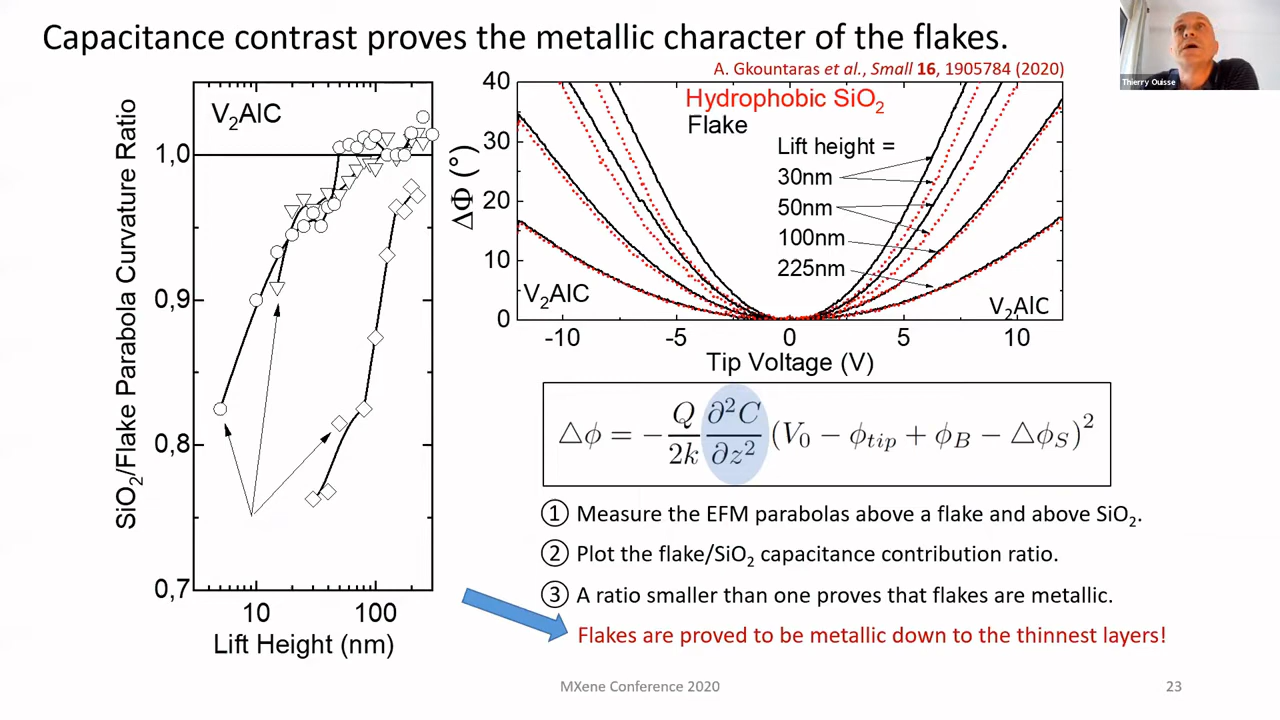 Capacitance contrast proves the metallic character of the flakes.
A. Gkountaras et al., Small 16, 1905784 (2020)
Thierry Ouisse
V₂AlC
1,0
0,9
0,8
0,7
10
100
SiO₂/Flake Parabola Curvature Ratio
Lift Height (nm)
40
30
20
10
0
ΔΦ (°)
Hydrophobic SiO₂
Flake
Lift height =
30nm
50nm
100nm
225nm
V₂AlC
V₂AlC
-10
-5
0
5
10
Tip Voltage (V)
△ϕ = −Q/2k ∂²C/∂z² (V₀ − ϕ_tip + ϕ_B − △ϕ_S)²
① Measure the EFM parabolas above a flake and above SiO₂.
② Plot the flake/SiO₂ capacitance contribution ratio.
③ A ratio smaller than one proves that flakes are metallic.
Flakes are proved to be metallic down to the thinnest layers!
MXene Conference 2020
23